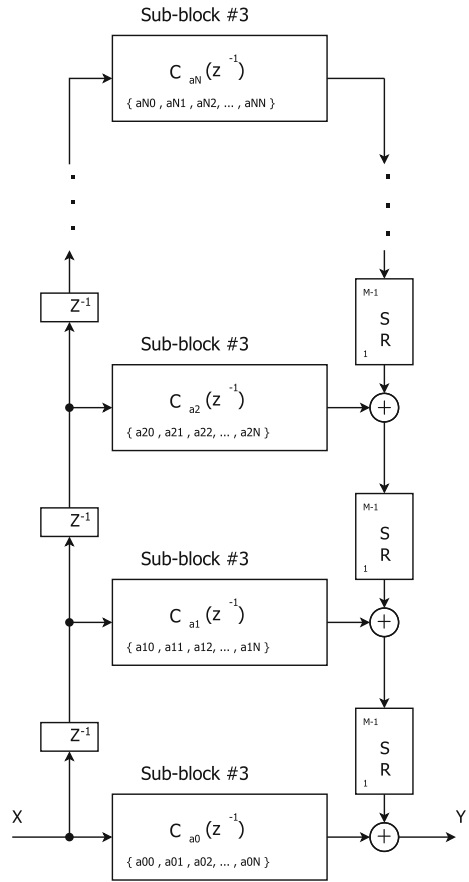 Sub-block #3
C aN (z -1)
{ aN0 , aN1 , aN2, ... , aNN }
M-1
S
R
1
Z-1
Sub-block #3
C a2 (z -1)
{ a20 , a21 , a22, ... , a2N }
+
M-1
S
R
1
Z-1
Sub-block #3
C a1 (z -1)
{ a10 , a11 , a12, ... , a1N }
+
M-1
S
R
1
Z-1
Sub-block #3
X
C a0 (z -1)
{ a00 , a01 , a02, ... , a0N }
+
Y